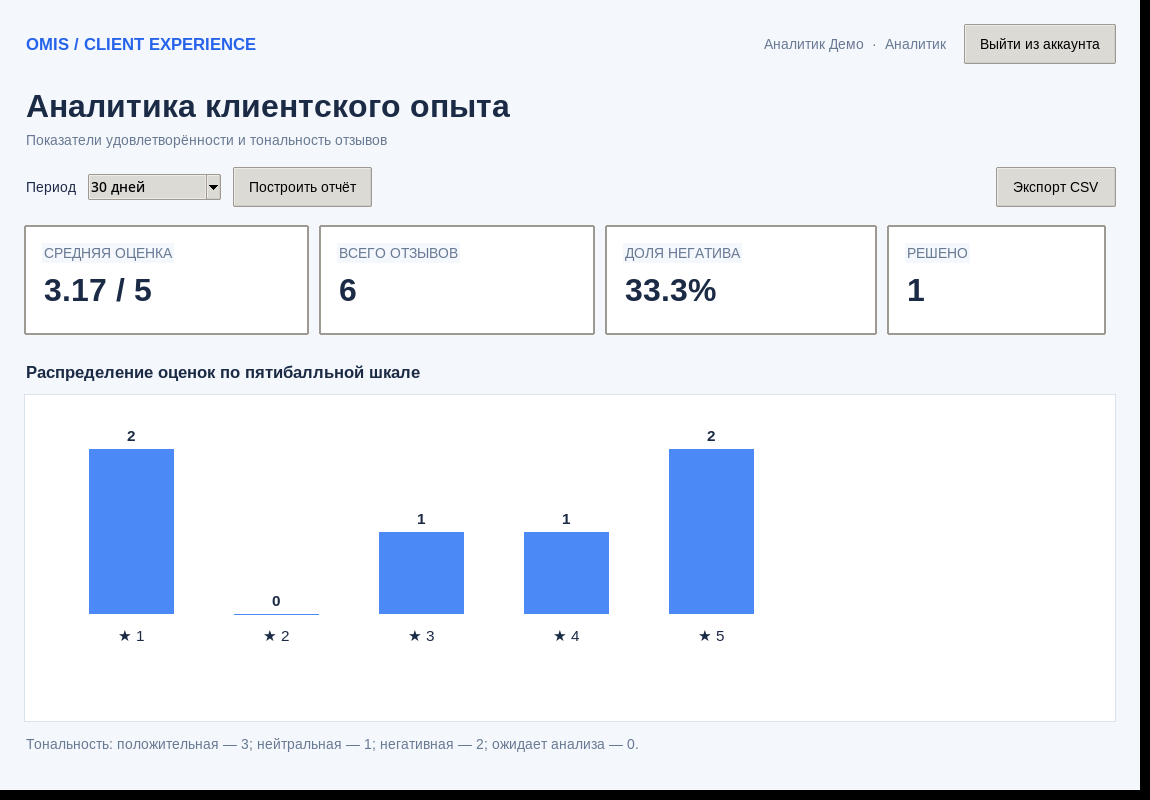 OMIS / CLIENT EXPERIENCE
Аналитик Демо · Аналитик
Выйти из аккаунта
Аналитика клиентского опыта
Показатели удовлетворённости и тональность отзывов
Период
30 дней
Построить отчёт
Экспорт CSV
СРЕДНЯЯ ОЦЕНКА
3.17 / 5
ВСЕГО ОТЗЫВОВ
6
ДОЛЯ НЕГАТИВА
33.3%
РЕШЕНО
1
Распределение оценок по пятибалльной шкале
2
0
1
1
2
★ 1
★ 2
★ 3
★ 4
★ 5
Тональность: положительная — 3; нейтральная — 1; негативная — 2; ожидает анализа — 0.